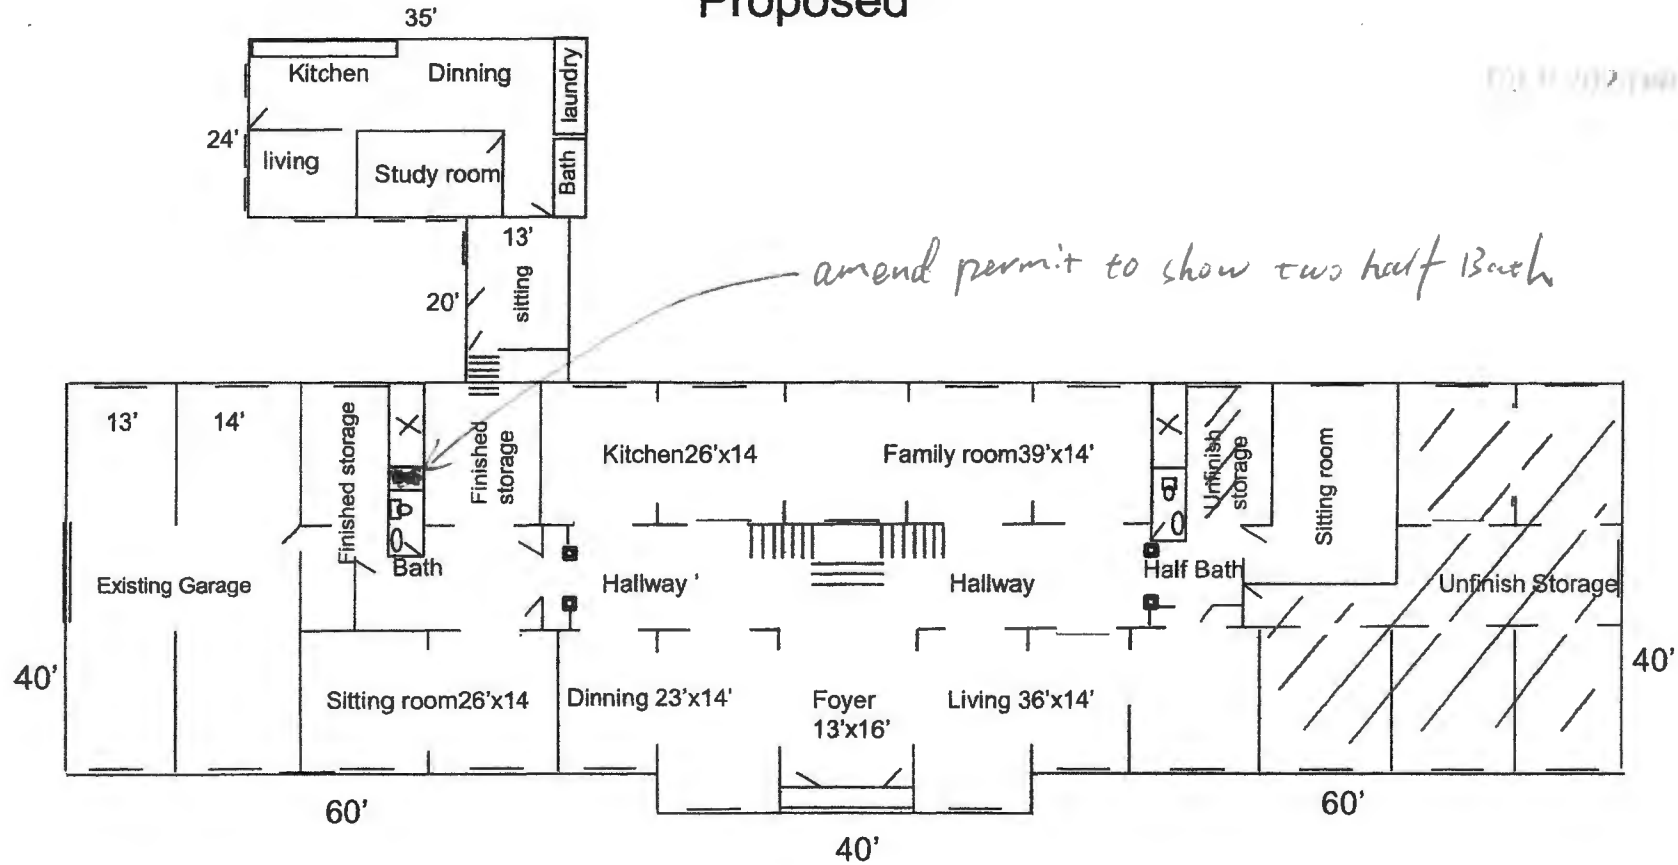 Proposed
35'
Kitchen
Dinning
laundry
24'
living
Study room
Bath
13'
20'
sitting
amend permit to show two half Bath
13'
14'
Finished storage
Finished
storage
Kitchen26'x14
Family room39'x14'
Unfinish
storage
Sitting room
Existing Garage
Bath
Hallway '
Hallway
Half Bath
Unfinish Storage
40'
Sitting room26'x14
Dinning 23'x14'
Foyer
13'x16'
Living 36'x14'
40'
60'
40'
60'